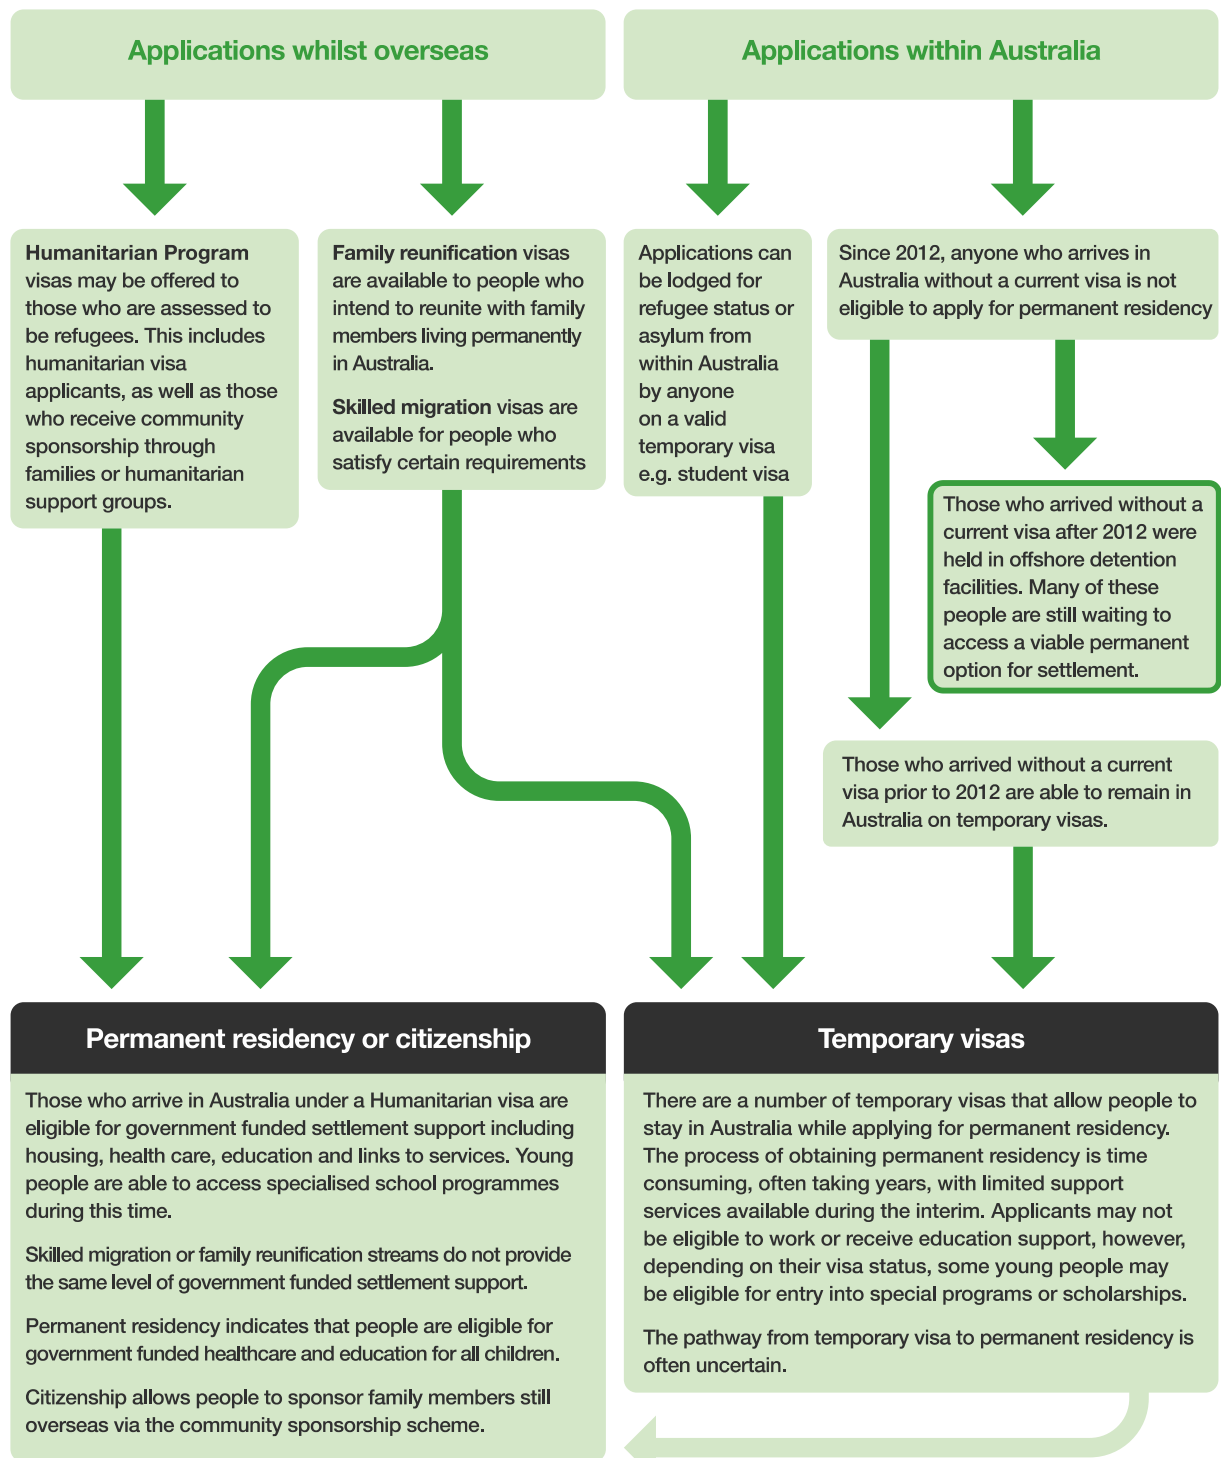 Applications whilst overseas
Applications within Australia
Humanitarian Program
visas may be offered to
those who are assessed to
be refugees. This includes
humanitarian visa
applicants, as well as those
who receive community
sponsorship through
families or humanitarian
support groups.
Family reunification visas
are available to people who
intend to reunite with family
members living permanently
in Australia.
Skilled migration visas are
available for people who
satisfy certain requirements
Applications can
be lodged for
refugee status or
asylum from
within Australia
by anyone
on a valid
temporary visa
e.g. student visa
Since 2012, anyone who arrives in
Australia without a current visa is not
eligible to apply for permanent residency
Those who arrived without a
current visa after 2012 were
held in offshore detention
facilities. Many of these
people are still waiting to
access a viable permanent
option for settlement.
Those who arrived without a current
visa prior to 2012 are able to remain in
Australia on temporary visas.
Permanent residency or citizenship
Those who arrive in Australia under a Humanitarian visa are
eligible for government funded settlement support including
housing, health care, education and links to services. Young
people are able to access specialised school programmes
during this time.
Skilled migration or family reunification streams do not provide
the same level of government funded settlement support.
Permanent residency indicates that people are eligible for
government funded healthcare and education for all children.
Citizenship allows people to sponsor family members still
overseas via the community sponsorship scheme.
Temporary visas
There are a number of temporary visas that allow people to
stay in Australia while applying for permanent residency.
The process of obtaining permanent residency is time
consuming, often taking years, with limited support
services available during the interim. Applicants may not
be eligible to work or receive education support, however,
depending on their visa status, some young people may
be eligible for entry into special programs or scholarships.
The pathway from temporary visa to permanent residency is
often uncertain.